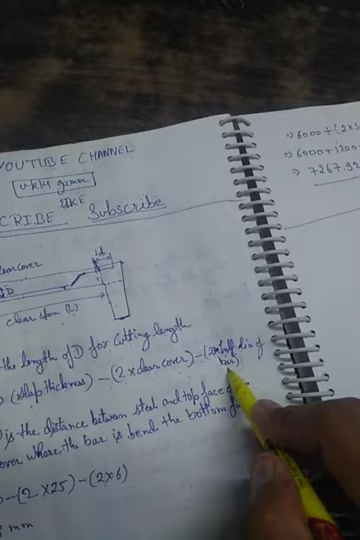 YOUTUBE CHANNEL
LIKE
SCRIBE Subscribe
clear cover
D
clear span (L)
the length of D for cutting length
(slab thickness) - (2 x clear cover) - (2 x half dia of
bar)
is the distance between steel and top face
cover where the bar is bend the bottom
- (2 x 25) - (2 x 6)
mm
⇒ 6000 + (2 x 5
⇒ 6000 + 1200
⇒ 7267.92